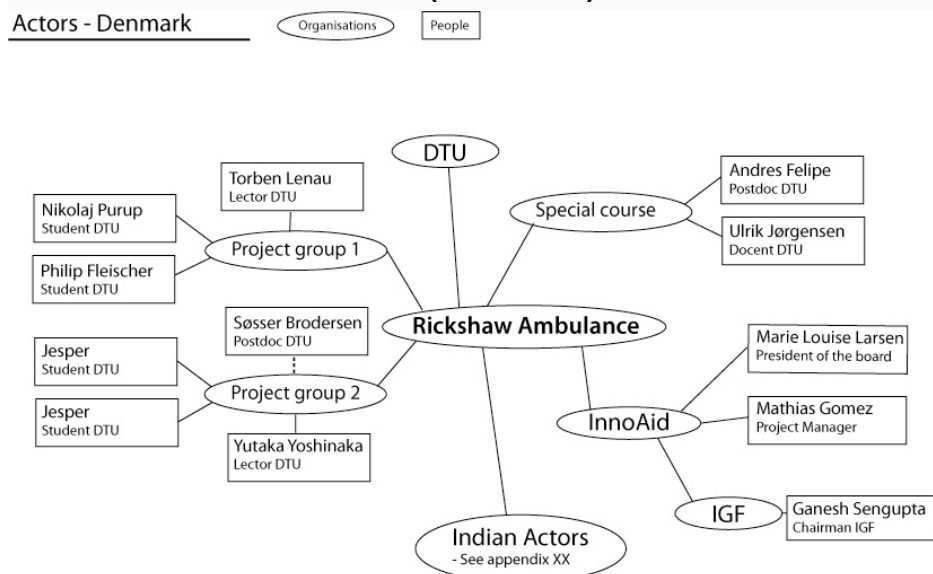 Actors - Denmark
Organisations
People
DTU
Torben Lenau
Lector DTU
Andres Felipe
Postdoc DTU
Nikolaj Purup
Student DTU
Special course
Ulrik Jørgensen
Docent DTU
Project group 1
Philip Fleischer
Student DTU
Søsser Brodersen
Postdoc DTU
Rickshaw Ambulance
Marie Louise Larsen
President of the board
Jesper
Student DTU
Project group 2
Jesper
Student DTU
Mathias Gomez
Project Manager
InnoAid
Yutaka Yoshinaka
Lector DTU
IGF
Ganesh Sengupta
Chairman IGF
Indian Actors
- See appendix XX